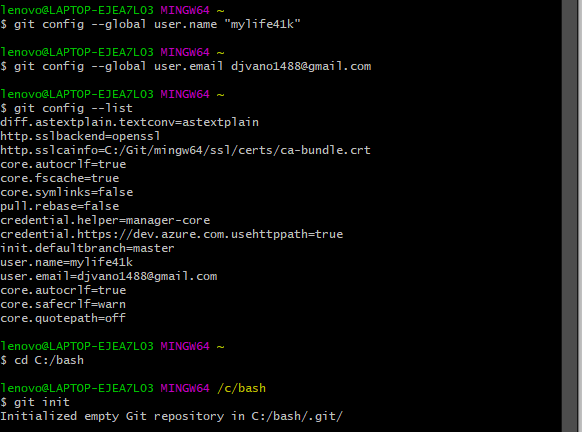 lenovo@LAPTOP-EJEA7LO3 MINGW64 ~
$ git config --global user.name "mylife41k"
lenovo@LAPTOP-EJEA7LO3 MINGW64 ~
$ git config --global user.email djvano1488@gmail.com
lenovo@LAPTOP-EJEA7LO3 MINGW64 ~
$ git config --list
diff.astextplain.textconv=astextplain
http.sslbackend=openssl
http.sslcainfo=C:/Git/mingw64/ssl/certs/ca-bundle.crt
core.autocrlf=true
core.fscache=true
core.symlinks=false
pull.rebase=false
credential.helper=manager-core
credential.https://dev.azure.com.usehttppath=true
init.defaultbranch=master
user.name=mylife41k
user.email=djvano1488@gmail.com
core.autocrlf=true
core.safecrlf=warn
core.quotepath=off
lenovo@LAPTOP-EJEA7LO3 MINGW64 ~
$ cd C:/bash
lenovo@LAPTOP-EJEA7LO3 MINGW64 /c/bash
$ git init
Initialized empty Git repository in C:/bash/.git/